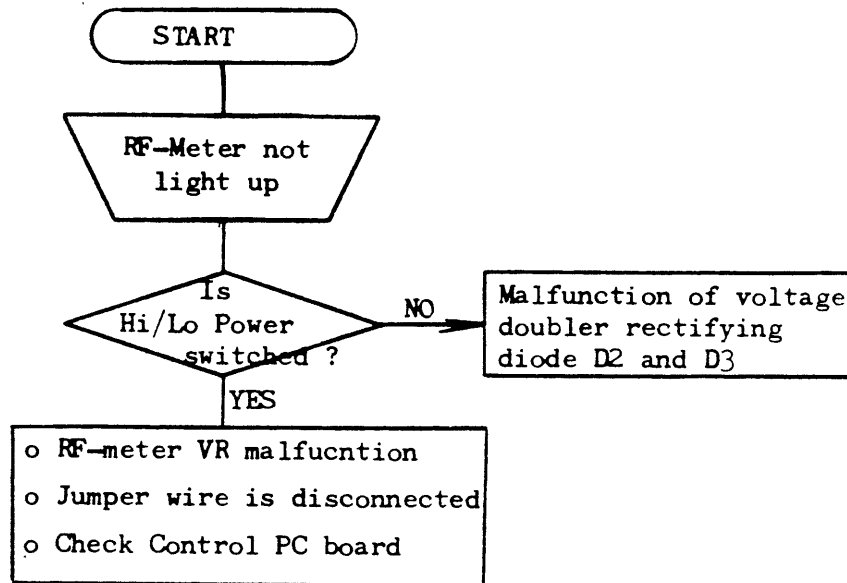 START
RF-Meter not
light up
Is
Hi/Lo Power
switched ?
NO
Malfunction of voltage
doubler rectifying
diode D2 and D3
YES
o RF-meter VR malfucntion
o Jumper wire is disconnected
o Check Control PC board